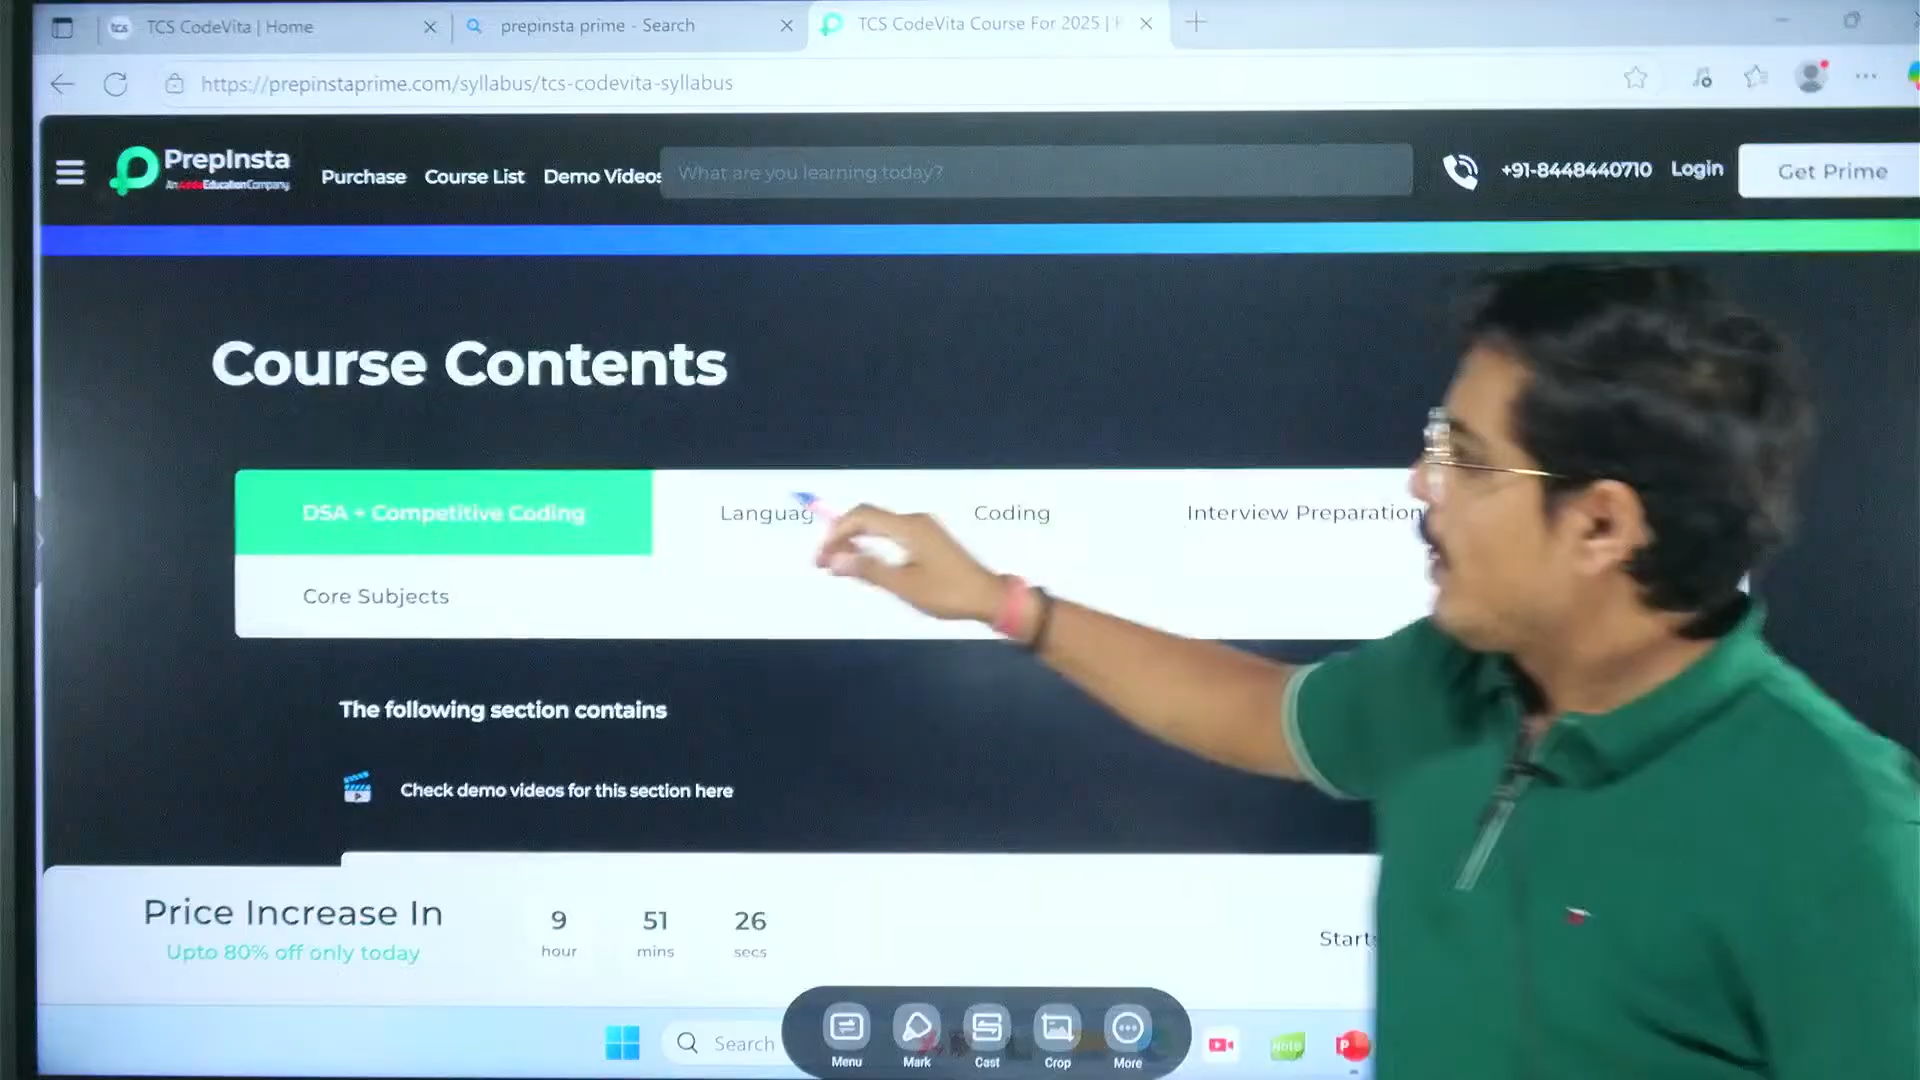 TCS CodeVita | Home
prepinsta prime - Search
TCS CodeVita Course For 2025 |
https://prepinstaprime.com/syllabus/tcs-codevita-syllabus
PrepInsta
An Adda Education Company
Purchase Course List Demo Videos
What are you learning today?
+91-8448440710 Login Get Prime
Course Contents
DSA + Competitive Coding Languag Coding Interview Preparation
Core Subjects
The following section contains
Check demo videos for this section here
Price Increase In
Upto 80% off only today
9 51 26
hour mins secs
Start
Search
Menu Mark Cast Crop More